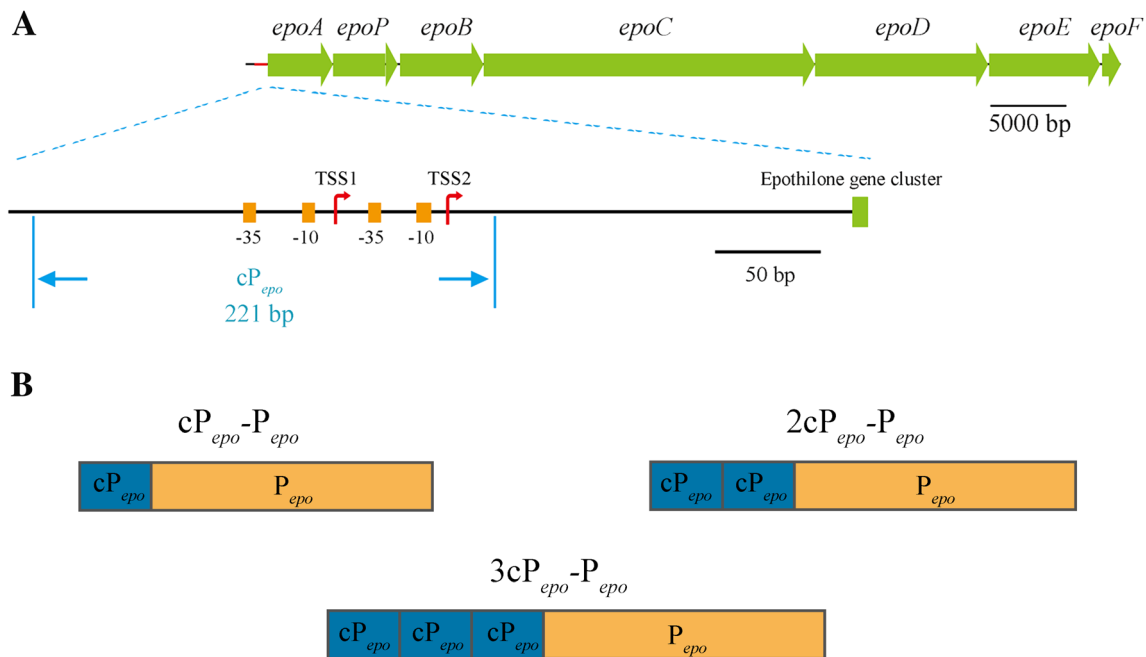 A
epoA epoP epoB epoC epoD epoE epoF
5000 bp
TSS1 TSS2 Epothilone gene cluster
-35 -10 -35 -10
cPepo
221 bp
50 bp
B
cPepo-Pepo 2cPepo-Pepo
cPepo Pepo cPepo cPepo Pepo
3cPepo-Pepo
cPepo cPepo cPepo Pepo